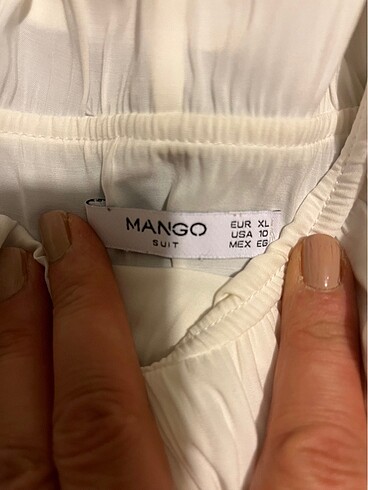 MANGO
SUIT
EUR XL
USA 10
MEX EG